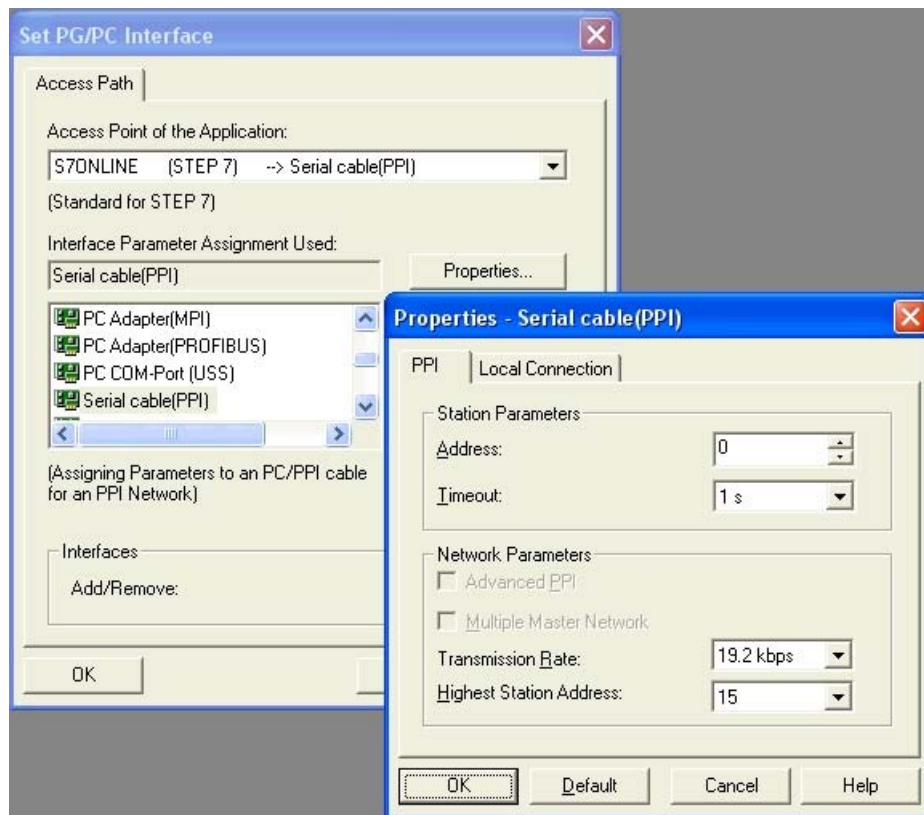 Set PG/PC Interface
Access Path
Access Point of the Application:
S7ONLINE (STEP 7) --> Serial cable(PPI)
(Standard for STEP 7)
Interface Parameter Assignment Used:
Serial cable(PPI)
Properties...
PC Adapter(MPI)
PC Adapter(PROFIBUS)
PC COM-Port (USS)
Serial cable(PPI)
(Assigning Parameters to an PC/PPI cable
for an PPI Network)
Interfaces
Add/Remove:
OK
Properties - Serial cable(PPI)
PPI
Local Connection
Station Parameters
Address:
0
Timeout:
1 s
Network Parameters
Advanced PPI
Multiple Master Network
Transmission Rate:
19.2 kbps
Highest Station Address:
15
OK
Default
Cancel
Help